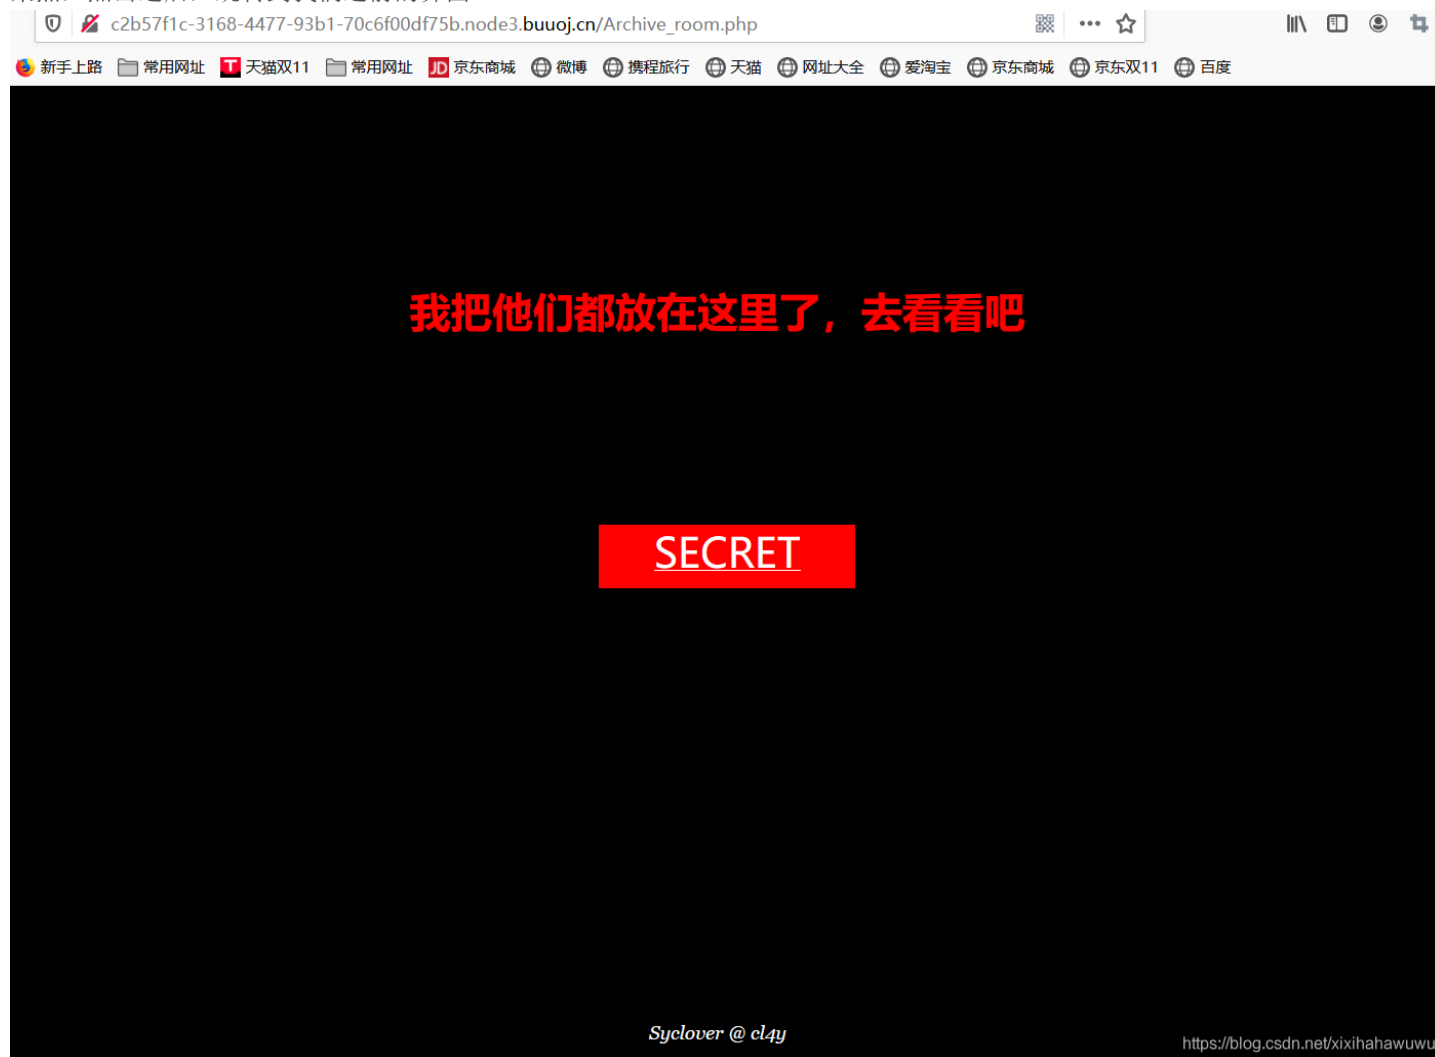 c2b57f1c-3168-4477-93b1-70c6f00df75b.node3.buuoj.cn/Archive_room.php
新手上路 常用网址 天猫双11 常用网址 JD 京东商城 微博 携程旅行 天猫 网址大全 爱淘宝 京东商城 京东双11 百度
我把他们都放在这里了，去看看吧
SECRET
Syclover @ cl4y
https://blog.csdn.net/xixihahawuwu